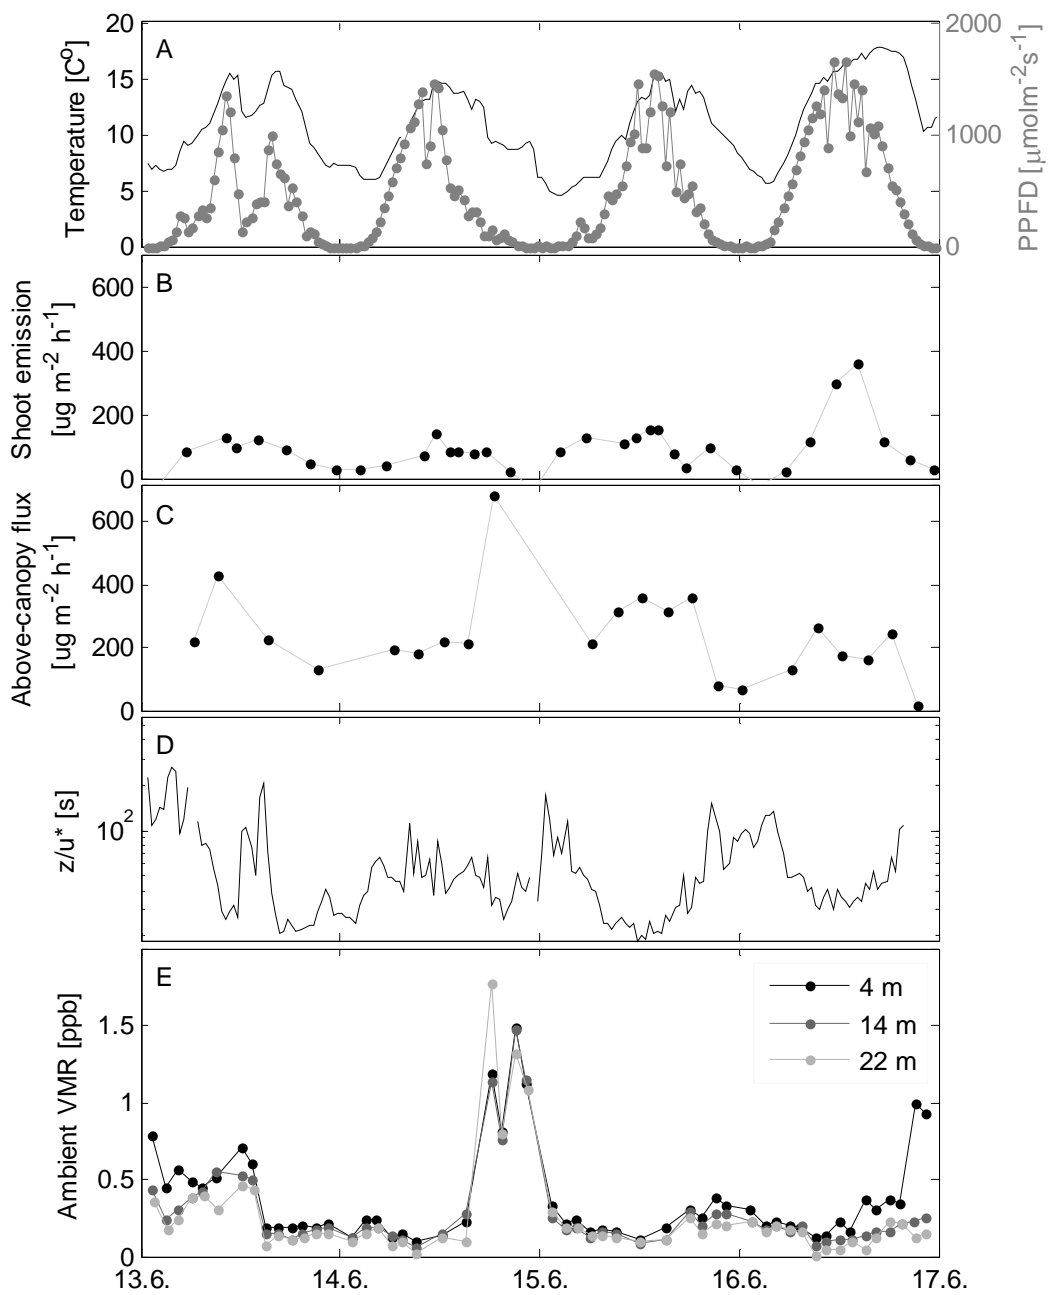 A
Temperature [C°]
20
15
10
5
0
2000
1000
0
PPFD [μmolm⁻²s⁻¹]
B
Shoot emission
[ug m⁻² h⁻¹]
600
400
200
0
C
Above-canopy flux
[ug m⁻² h⁻¹]
600
400
200
0
D
z/u* [s]
10²
E
Ambient VMR [ppb]
1.5
1
0.5
0
4 m
14 m
22 m
13.6. 14.6. 15.6. 16.6. 17.6.